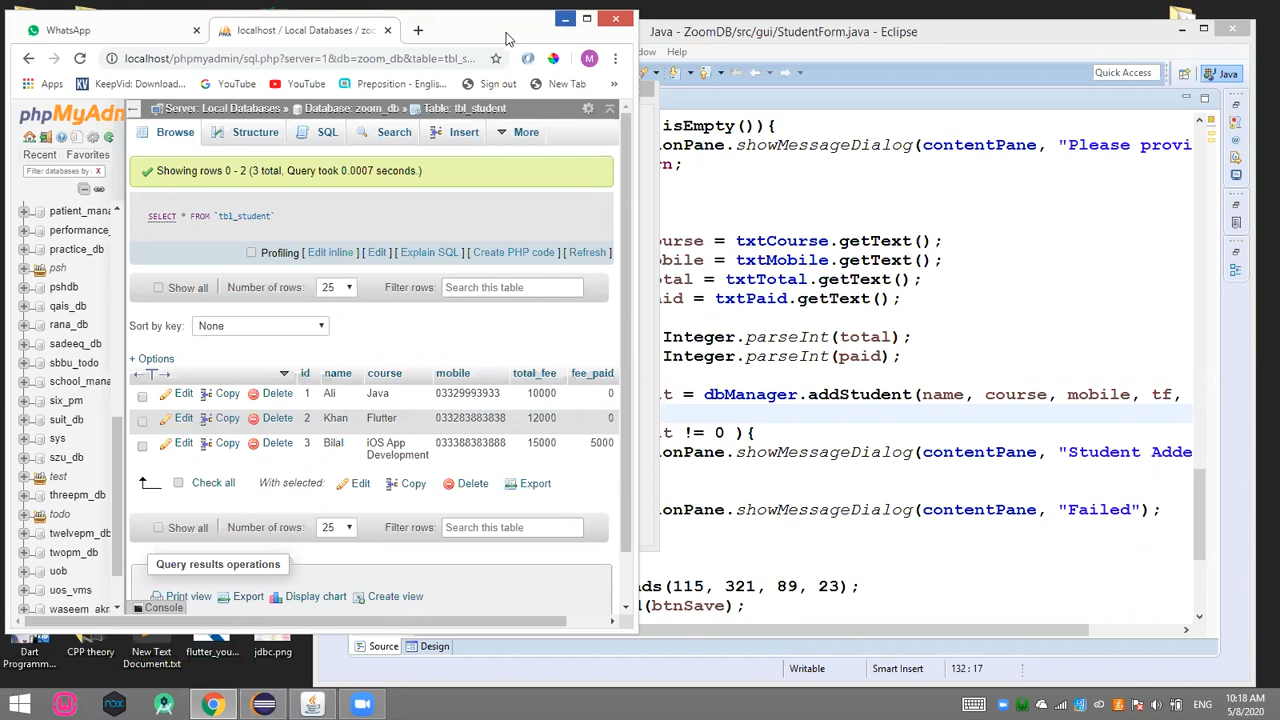 WhatsApp
localhost / Local Databases / zoo
Java - ZoomDB/src/gui/StudentForm.java - Eclipse
localhost/phpmyadmin/sql.php?server=1&db=zoom_db&table=tbl_s...
M
Help
Apps
KeepVid: Download...
Sign out
YouTube
YouTube
Preposition - Englis...
Sign out
New Tab
»
Quick Access
Java
phpMyAdm
Server: Local Databases »
Database: zoom_db »
Table: tbl_student
Browse
Structure
SQL
Search
Insert
More
Recent
Favorites
Filter databases by
X
Showing rows 0 - 2 (3 total, Query took 0.0007 seconds.)
SELECT * FROM `tbl_student`
Profiling [ Edit inline ] [ Edit ] [ Explain SQL ] [ Create PHP code ] [ Refresh ]
Show all
Number of rows:
25
Filter rows:
Search this table
Sort by key:
None
+ Options
id name course mobile total_fee fee_paid
Edit Copy Delete 1 Ali Java 03329993933 10000 0
Edit Copy Delete 2 Khan Flutter 033283883838 12000 0
Edit Copy Delete 3 Bilal iOS App Development 033388383888 15000 5000
Check all
With selected:
Edit
Copy
Delete
Export
Show all
Number of rows:
25
Filter rows:
Search this table
Query results operations
Print view
Export
Display chart
Create view
Console
patient_mana
performance_
practice_db
psh
pshdb
qais_db
rana_db
sadeeq_db
sbbu_todo
school_mana
six_pm
suit_db
sys
szu_db
test
threepm_db
todo
twelvepm_db
twopm_db
uob
uos_vms
waseem_akr
isEmpty()){
onPane.showMessageDialog(contentPane, "Please provi
rn;
ourse = txtCourse.getText();
obile = txtMobile.getText();
otal = txtTotal.getText();
aid = txtPaid.getText();
Integer.parseInt(total);
Integer.parseInt(paid);
t = dbManager.addStudent(name, course, mobile, tf,
t != 0 ){
onPane.showMessageDialog(contentPane, "Student Adde
onPane.showMessageDialog(contentPane, "Failed");
ds(115, 321, 89, 23);
d(btnSave);
Source
Design
Writable
Smart Insert
132 : 17
Dart
Programm...
CPP theory
New Text
Document.txt
flutter_you...
jdbc.png
nox
ENG
10:18 AM
5/8/2020